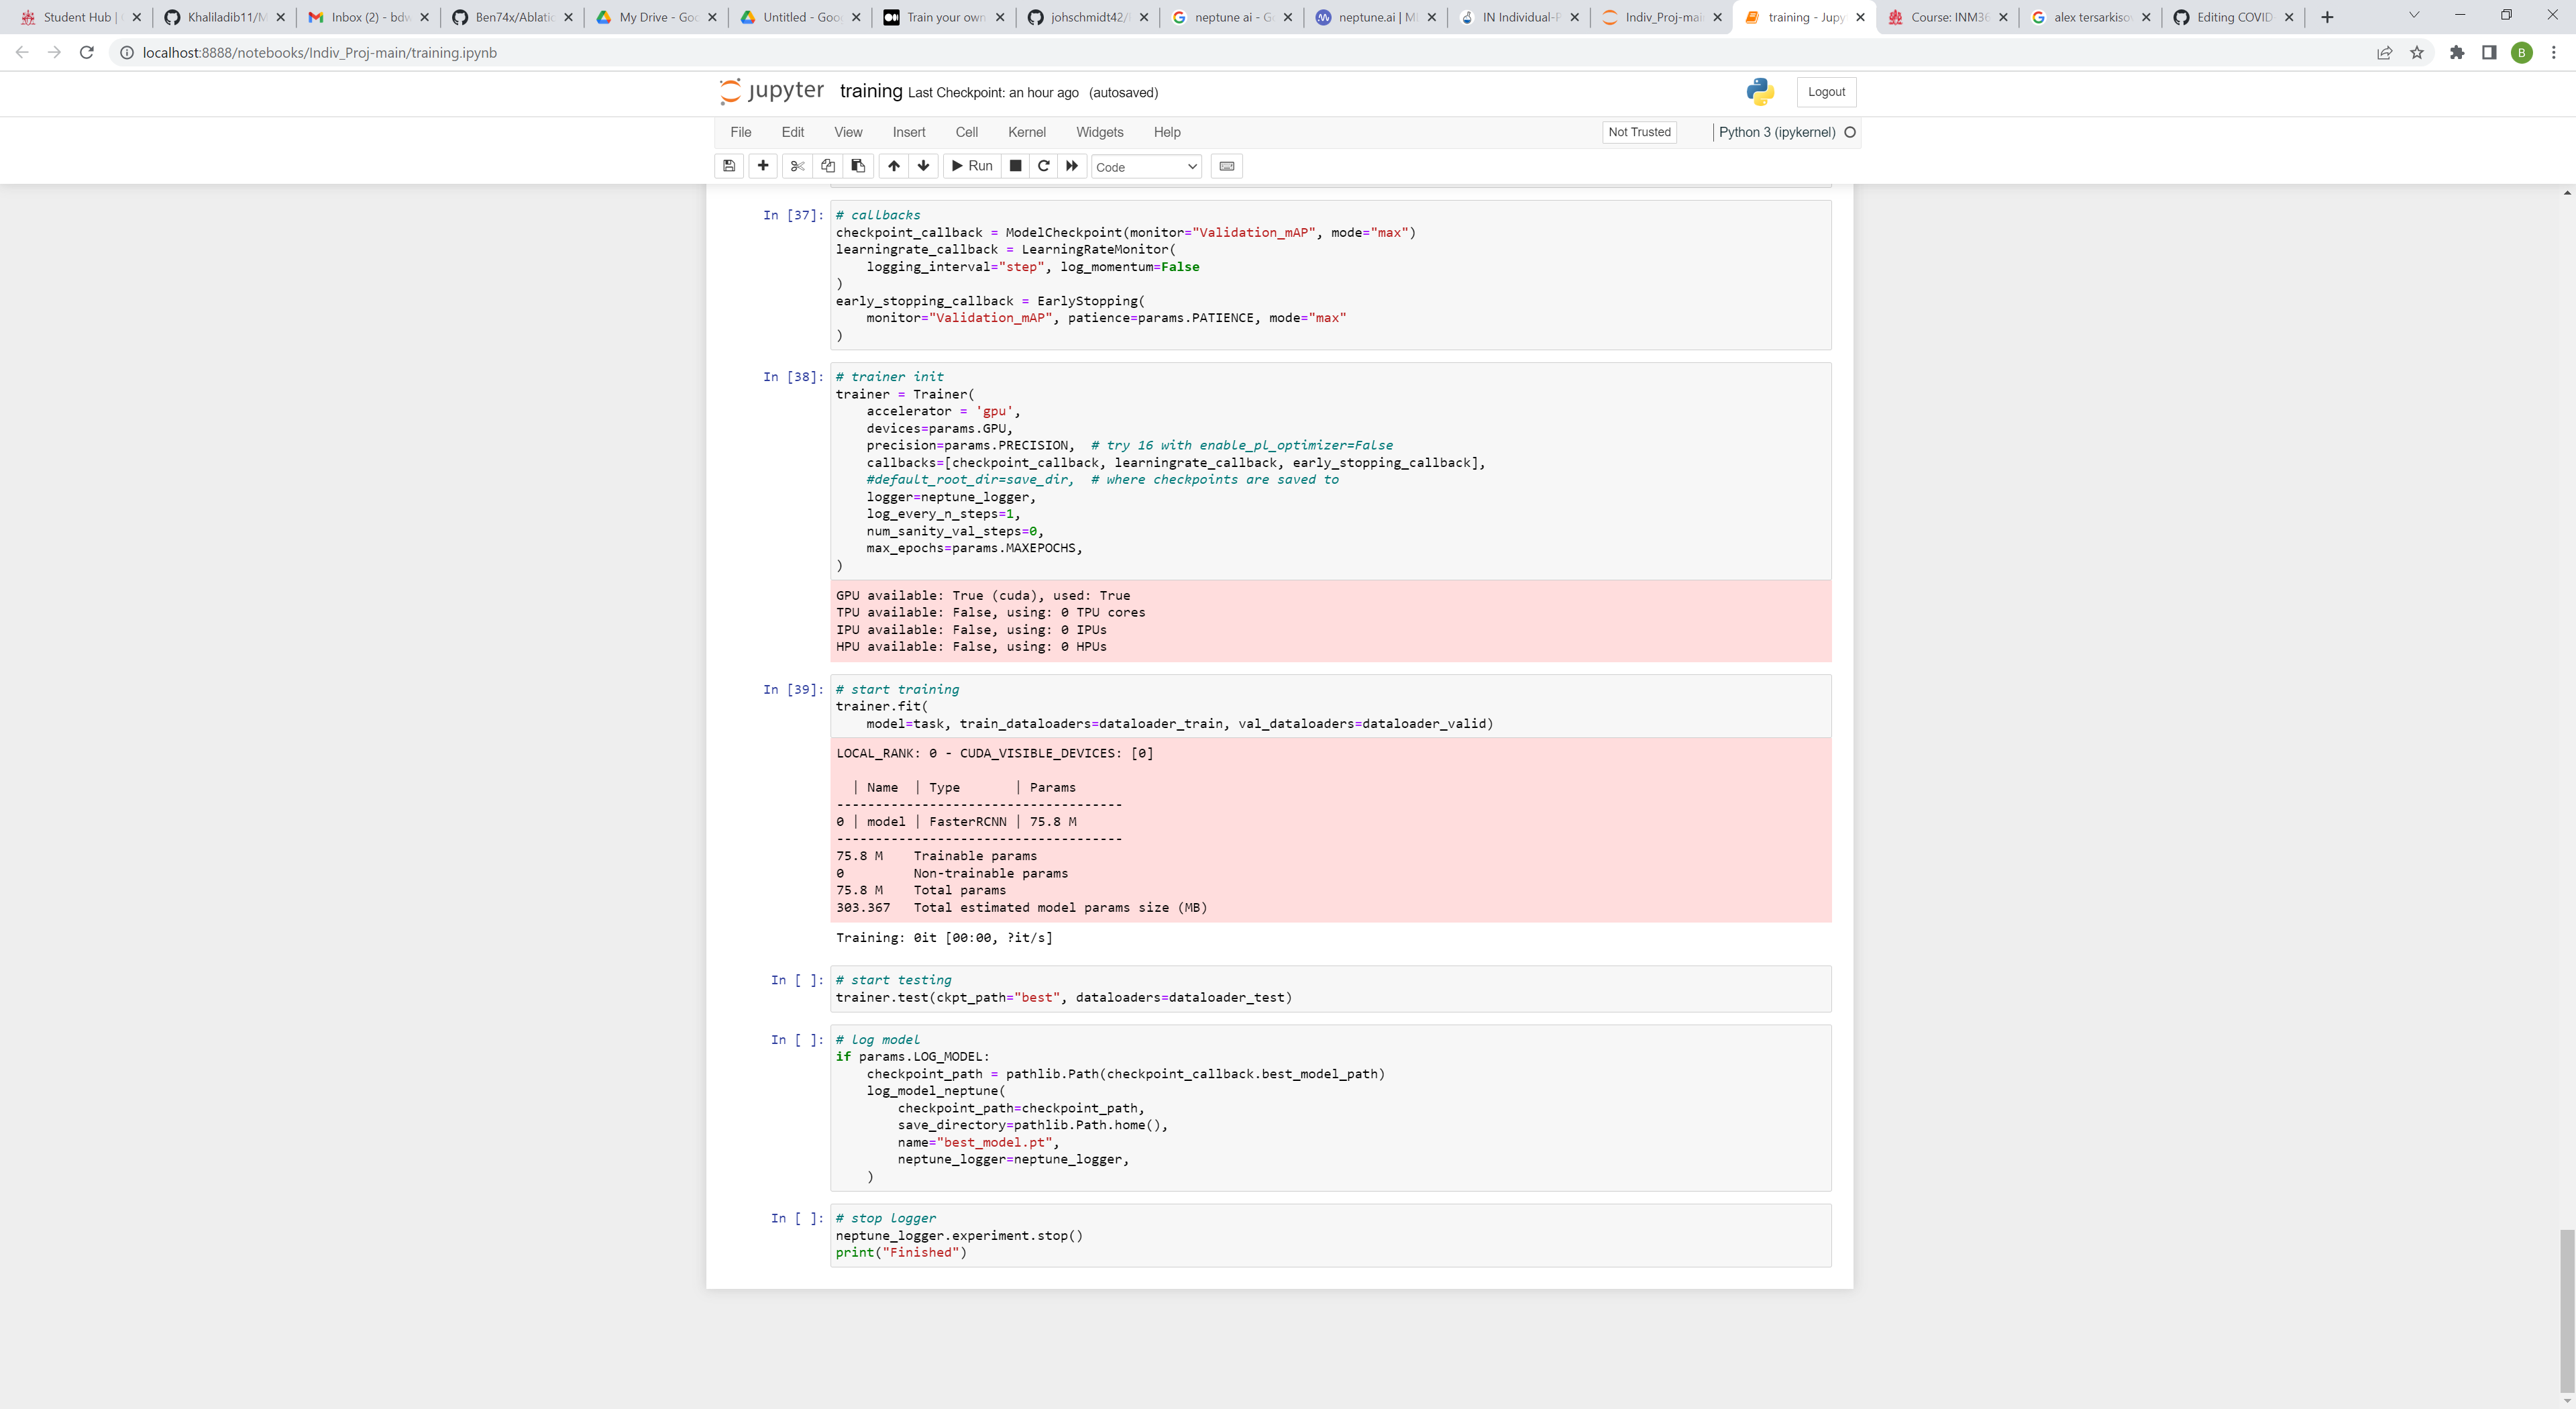 Student Hub |
Khaliladib11/M
Inbox (2) - bdw
Ben74x/Ablatic
My Drive - Goo
Untitled - Goo
Train your own
johschmidt42/
neptune ai - G
neptune.ai | M
IN Individual-P
Indiv_Proj-mai
training - Jupy
Course: INM36
alex tersarkiso
Editing COVID
localhost:8888/notebooks/Indiv_Proj-main/training.ipynb
B
jupyter training Last Checkpoint: an hour ago (autosaved)
Logout
File Edit View Insert Cell Kernel Widgets Help
Not Trusted
Python 3 (ipykernel)
Run
Code
In [37]:
# callbacks
checkpoint_callback = ModelCheckpoint(monitor="Validation_mAP", mode="max")
learningrate_callback = LearningRateMonitor(
    logging_interval="step", log_momentum=False
)
early_stopping_callback = EarlyStopping(
    monitor="Validation_mAP", patience=params.PATIENCE, mode="max"
)
In [38]:
# trainer init
trainer = Trainer(
    accelerator = 'gpu',
    devices=params.GPU,
    precision=params.PRECISION,  # try 16 with enable_pl_optimizer=False
    callbacks=[checkpoint_callback, learningrate_callback, early_stopping_callback],
    #default_root_dir=save_dir,  # where checkpoints are saved to
    logger=neptune_logger,
    log_every_n_steps=1,
    num_sanity_val_steps=0,
    max_epochs=params.MAXEPOCHS,
)
GPU available: True (cuda), used: True
TPU available: False, using: 0 TPU cores
IPU available: False, using: 0 IPUs
HPU available: False, using: 0 HPUs
In [39]:
# start training
trainer.fit(
    model=task, train_dataloaders=dataloader_train, val_dataloaders=dataloader_valid)
LOCAL_RANK: 0 - CUDA_VISIBLE_DEVICES: [0]
  | Name  | Type       | Params
-------------------------------------
0 | model | FasterRCNN | 75.8 M
-------------------------------------
75.8 M    Trainable params
0         Non-trainable params
75.8 M    Total params
303.367   Total estimated model params size (MB)
Training: 0it [00:00, ?it/s]
In [ ]:
# start testing
trainer.test(ckpt_path="best", dataloaders=dataloader_test)
In [ ]:
# log model
if params.LOG_MODEL:
    checkpoint_path = pathlib.Path(checkpoint_callback.best_model_path)
    log_model_neptune(
        checkpoint_path=checkpoint_path,
        save_directory=pathlib.Path.home(),
        name="best_model.pt",
        neptune_logger=neptune_logger,
    )
In [ ]:
# stop logger
neptune_logger.experiment.stop()
print("Finished")